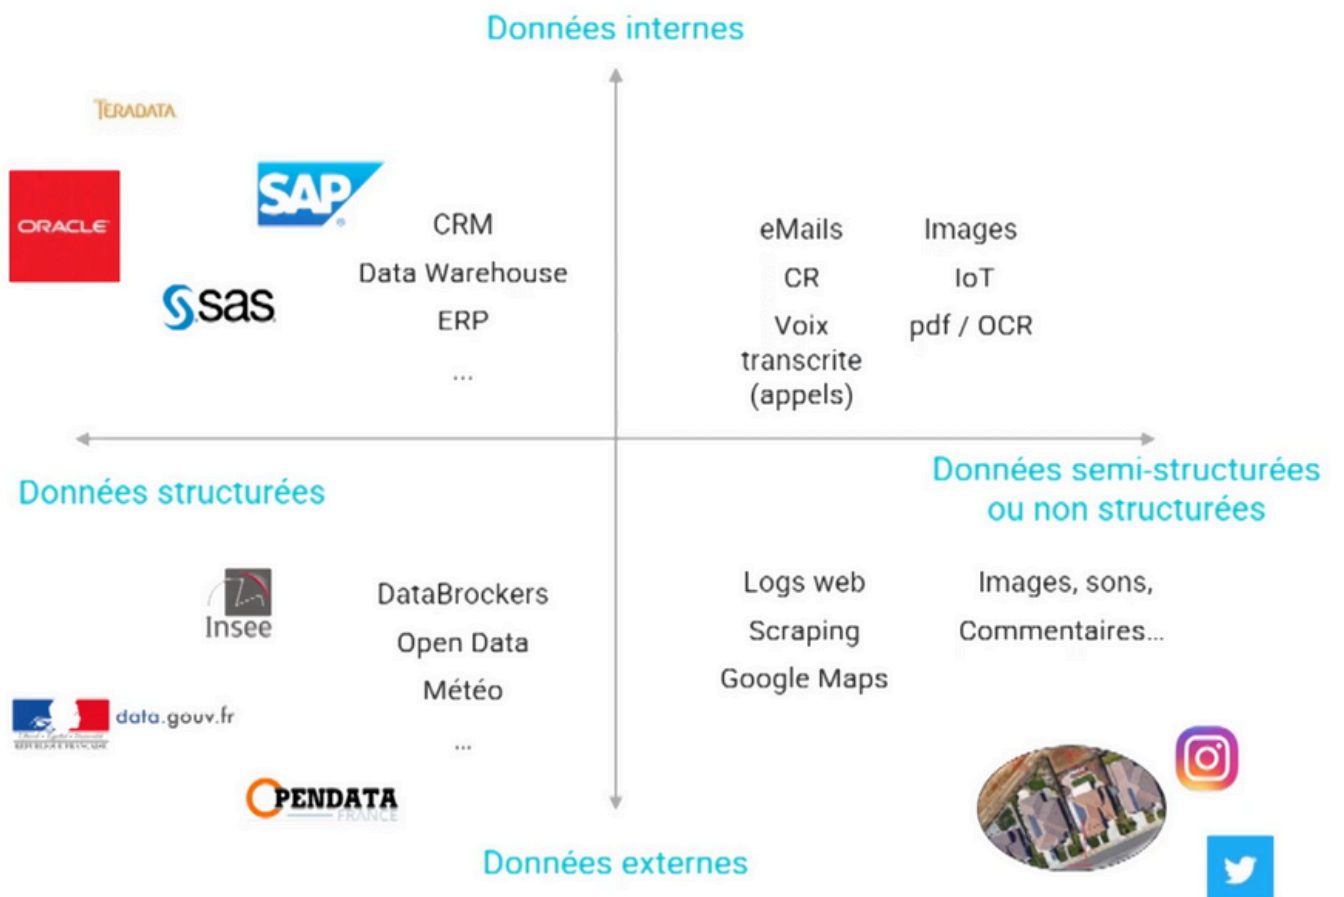 Données internes
TERADATA
ORACLE
SAP
sas
CRM
Data Warehouse
ERP
...
eMails
CR
Voix
transcrite
(appels)
Images
IoT
pdf / OCR
Données structurées
Données semi-structurées
ou non structurées
Insee
data.gouv.fr
RÉPUBLIQUE FRANÇAISE
OPENDATA
FRANCE
DataBrockers
Open Data
Météo
...
Logs web
Scraping
Google Maps
Images, sons,
Commentaires...
Données externes